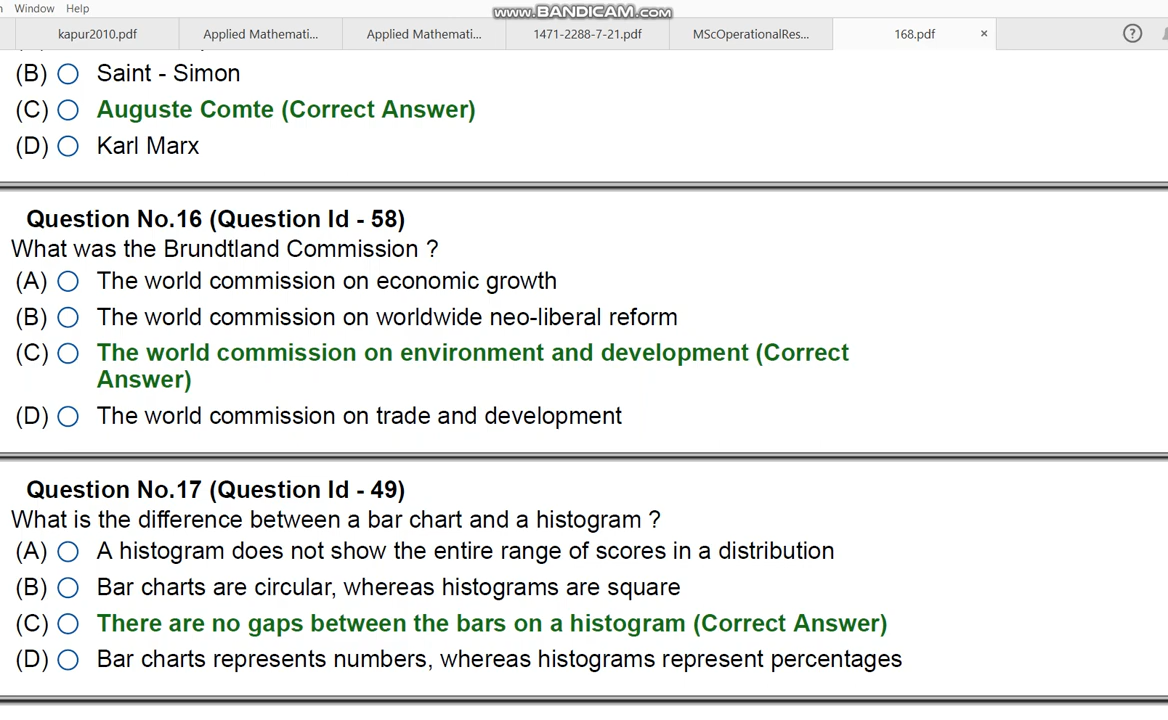 Window Help
www.BANDICAM.com
kapur2010.pdf Applied Mathemati... Applied Mathemati... 1471-2288-7-21.pdf MScOperationalRes... 168.pdf × ?
(B) Saint - Simon
(C) Auguste Comte (Correct Answer)
(D) Karl Marx
Question No.16 (Question Id - 58)
What was the Brundtland Commission ?
(A) The world commission on economic growth
(B) The world commission on worldwide neo-liberal reform
(C) The world commission on environment and development (Correct
Answer)
(D) The world commission on trade and development
Question No.17 (Question Id - 49)
What is the difference between a bar chart and a histogram ?
(A) A histogram does not show the entire range of scores in a distribution
(B) Bar charts are circular, whereas histograms are square
(C) There are no gaps between the bars on a histogram (Correct Answer)
(D) Bar charts represents numbers, whereas histograms represent percentages